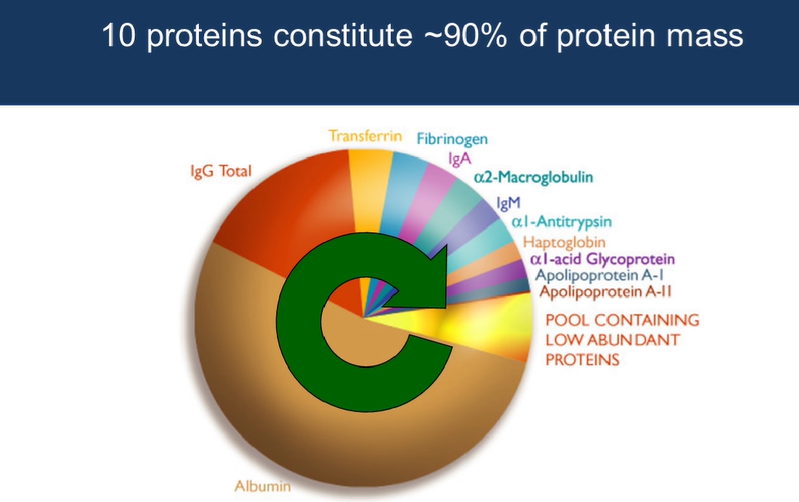 10 proteins constitute ~90% of protein mass
Transferrin
Fibrinogen
IgA
IgG Total
α2-Macroglobulin
IgM
α1-Antitrypsin
Haptoglobin
α1-acid Glycoprotein
Apolipoprotein A-I
Apolipoprotein A-II
POOL CONTAINING
LOW ABUNDANT
PROTEINS
Albumin